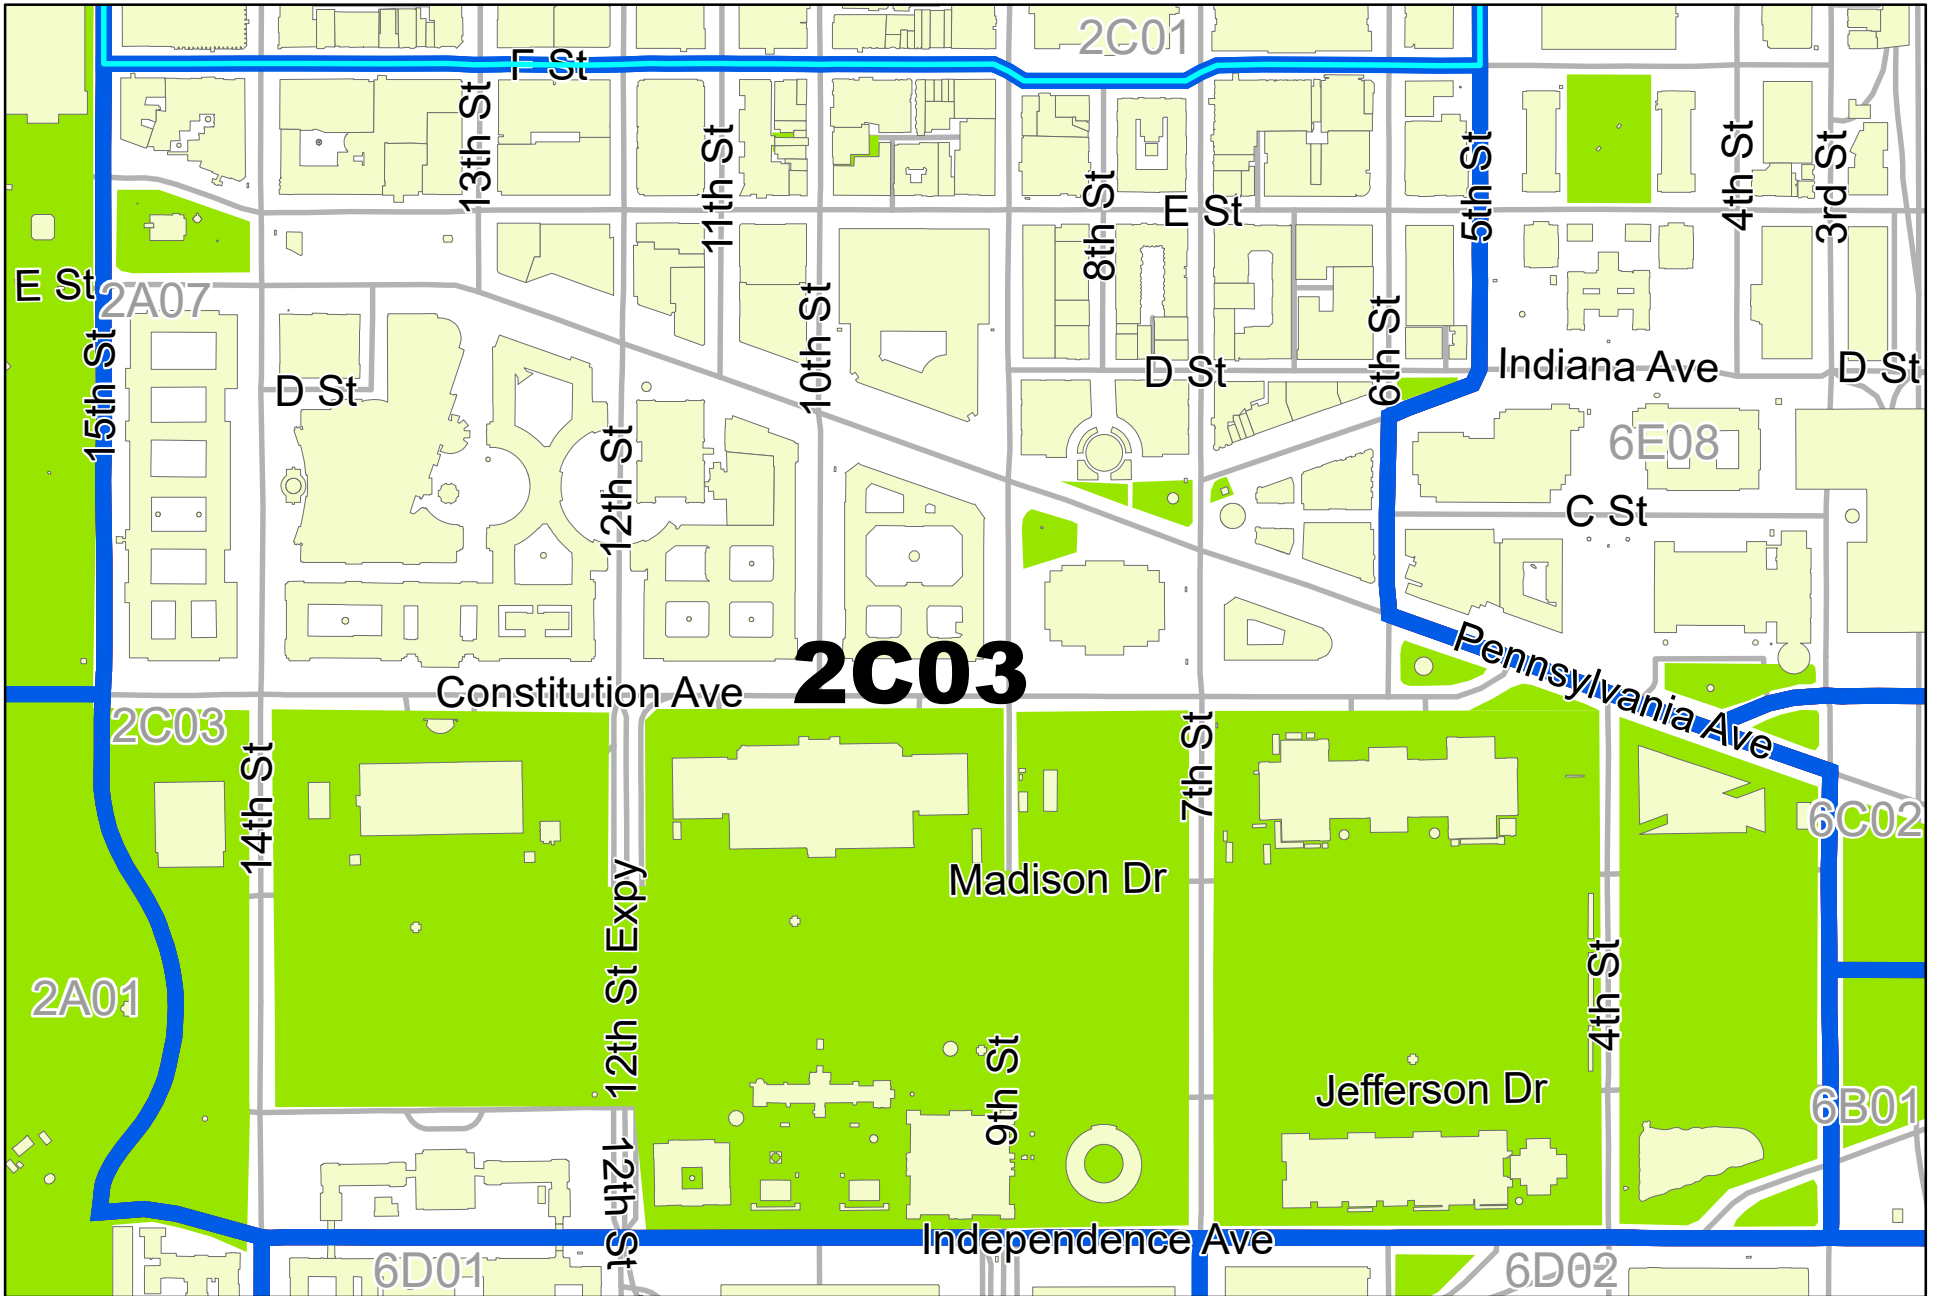 2C01
F St
13th St
11th St
8th St
E St
5th St
4th St
3rd St
E St
2A07
15th St
10th St
6th St
D St
D St
Indiana Ave
D St
12th St
6E08
C St
2C03
Constitution Ave
Pennsylvania Ave
2C03
14th St
7th St
6C02
Madison Dr
12th St Expy
2A01
4th St
9th St
Jefferson Dr
6B01
12th St
Independence Ave
6D01
6D02